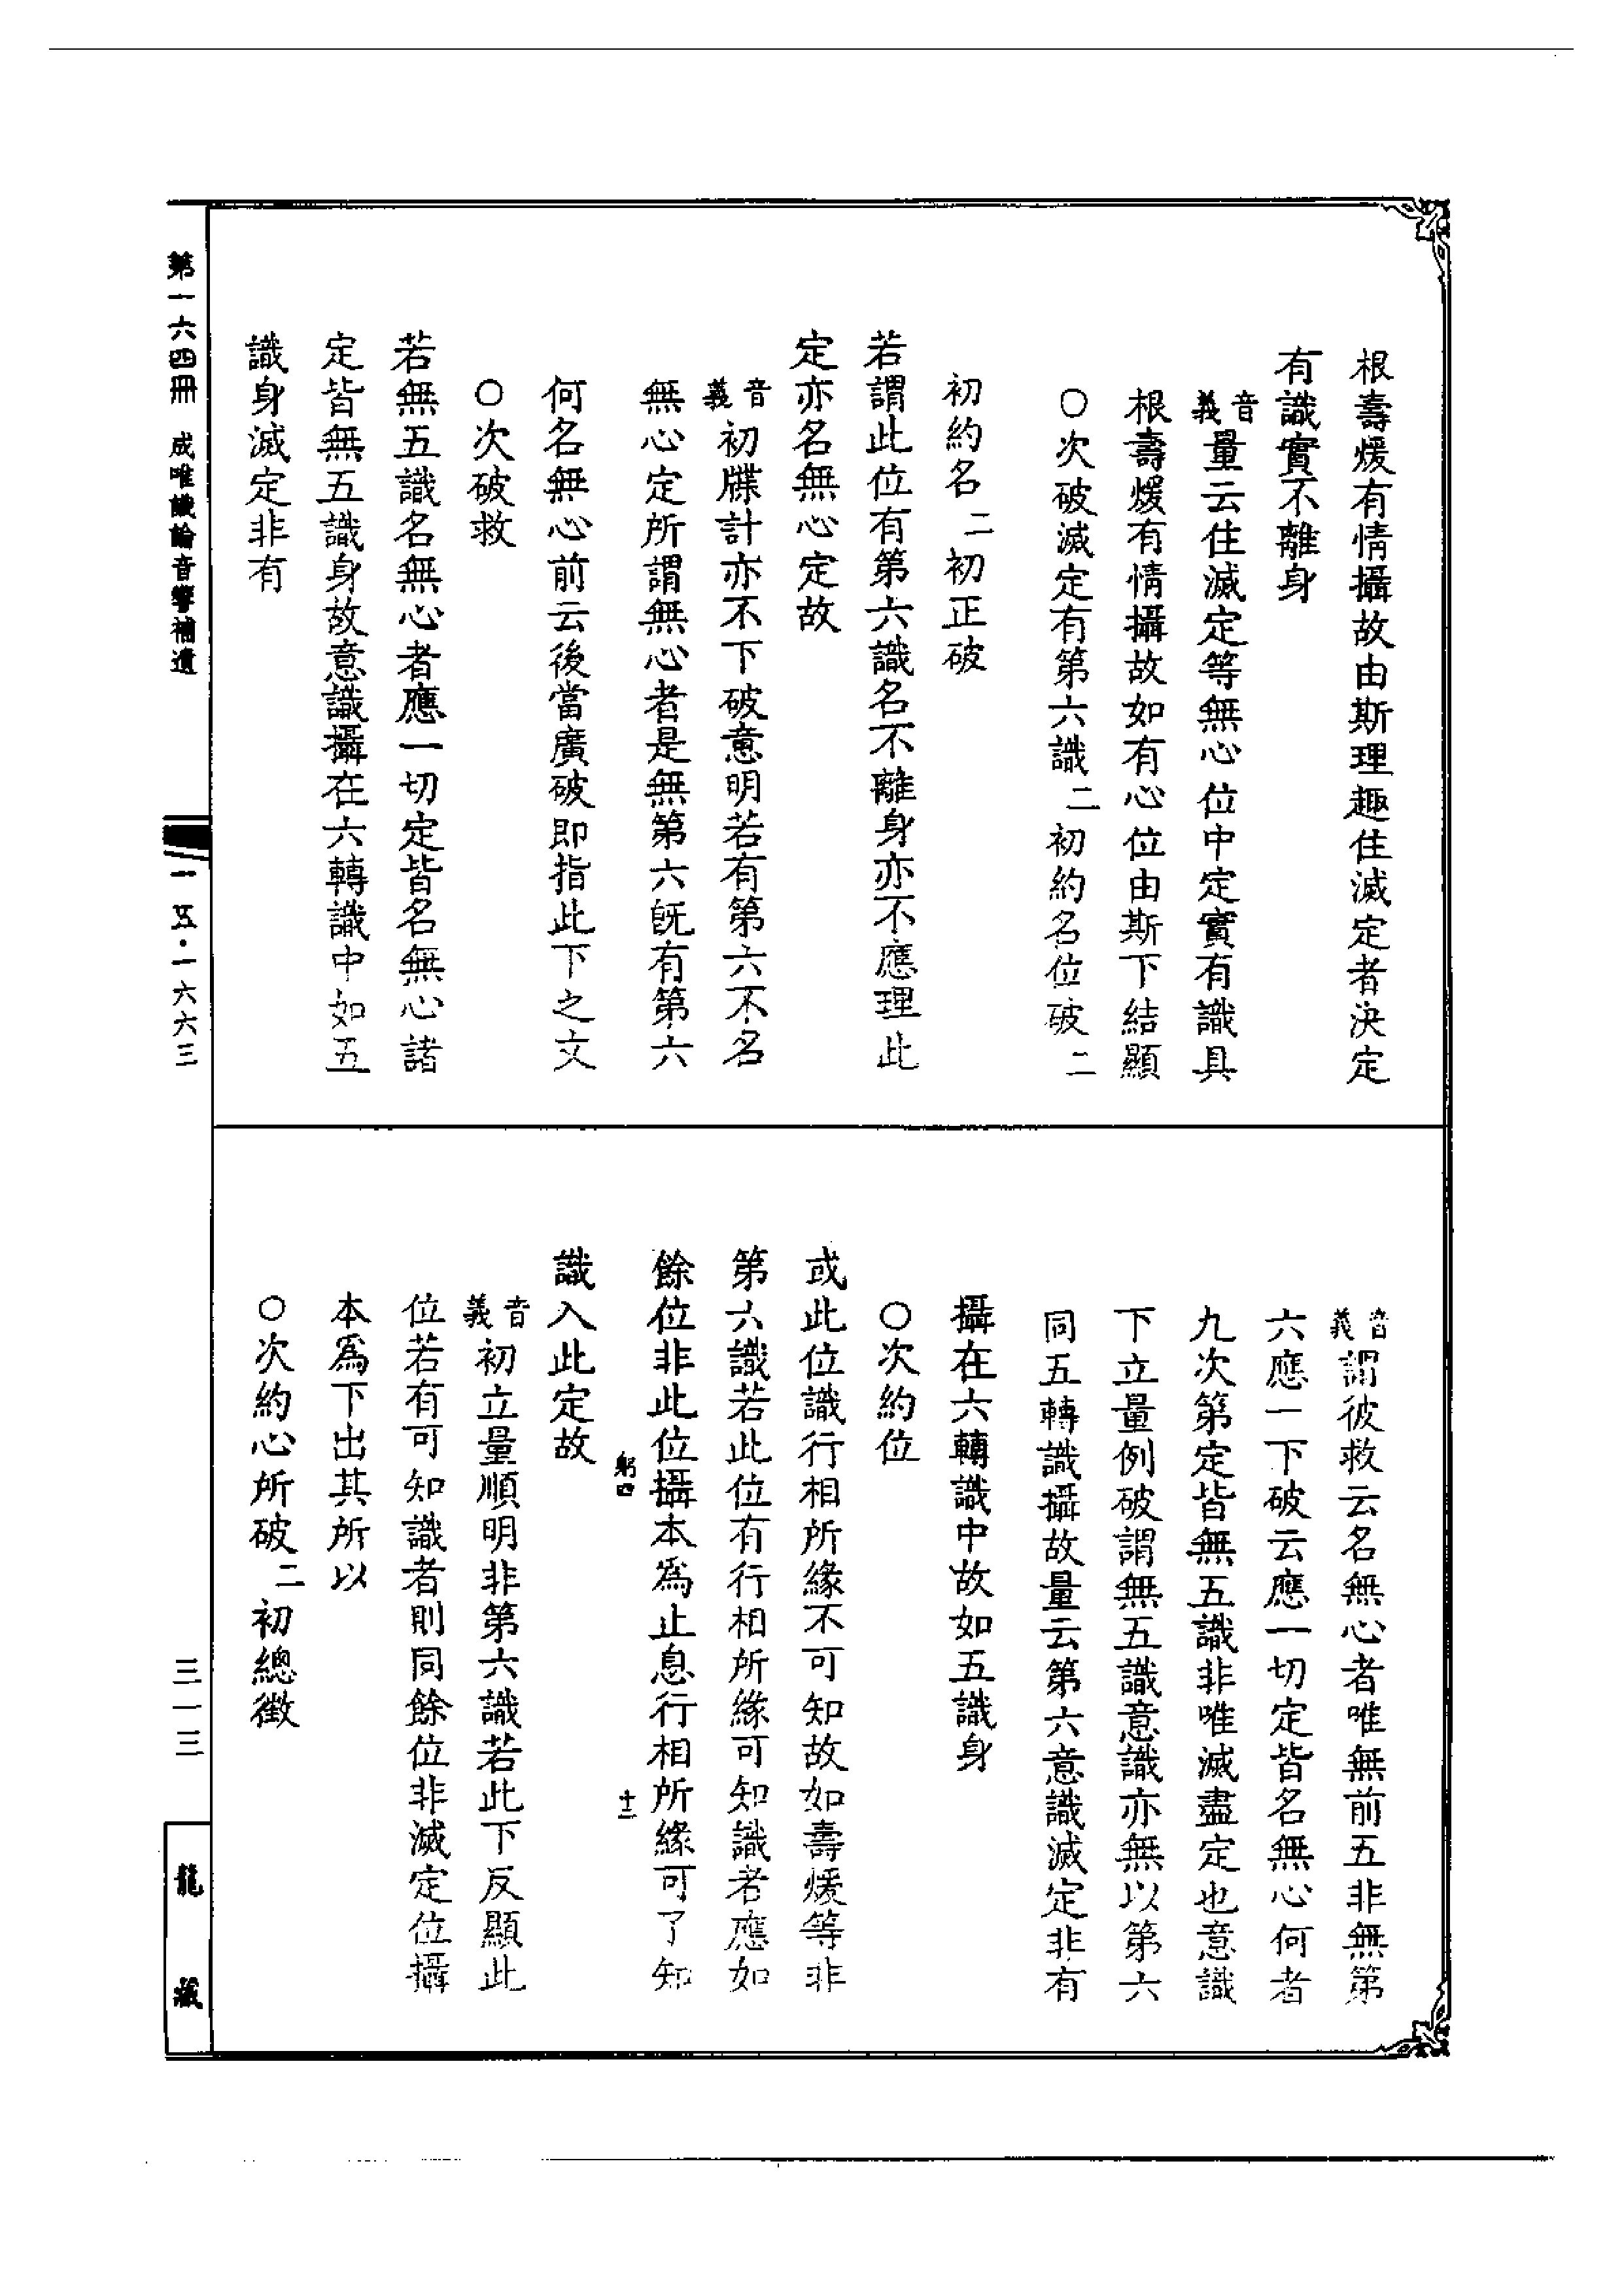 根壽煖有情攝故由斯理趣住滅定者決定
有識實不離身
音義量云住滅定等無心位中定實有識具
根壽煖有情攝故如有心位由斯下結顯
○次破滅定有第六識二初約名位破二
初約名二初正破
若謂此位有第六識名不離身亦不應理此
定亦名無心定故
音義初牒計亦不下破意明若有第六不名
無心定所謂無心者是無第六旣有第六
何名無心前云後當廣破即指此下之文
○次破救
若無五識名無心者應一切定皆名無心諸
定皆無五識身故意識攝在六轉識中如五
識身滅定非有
音義謂彼救云名無心者唯無前五非無第
六應一下破云應一切定皆名無心何者
九次第定皆無五識非唯滅盡定也意識
下立量例破謂無五識意識亦無以第六
同五轉識攝故量云第六意識滅定非有
攝在六轉識中故如五識身
○次約位
或此位識行相所緣不可知故如壽煖等非
第六識若此位有行相所緣可知識者應如
餘位非此位攝本為止息行相所緣可了知
躬四 十二
識入此定故
音義初立量順明非第六識若此下反顯此
位若有可知識者則同餘位非滅定位攝
本為下出其所以
○次約心所破二初總徵
第一六四冊 成唯識論音響補遺
一五·一六六三
三一三
龍藏